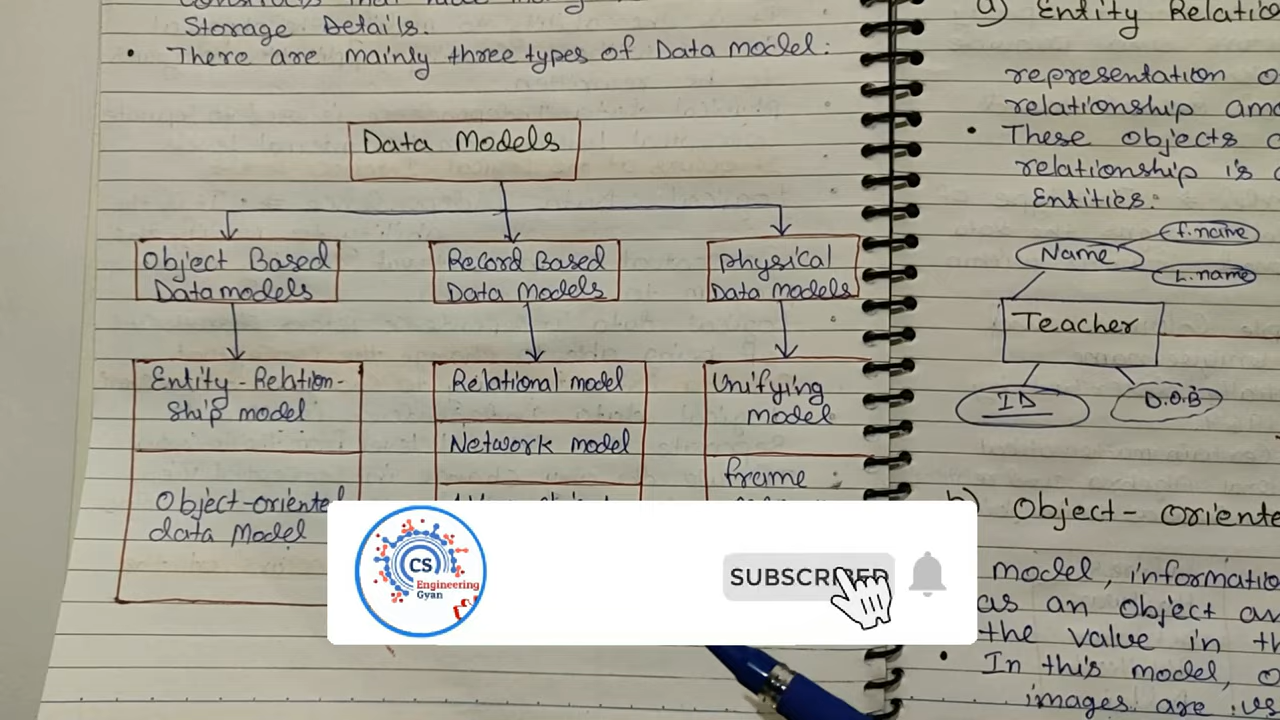 Storage Details.
• There are mainly three types of Data model:
Data Models
Object Based
Data models
Record Based
Data Models
Physical
Data models
Entity-Relation-
Ship model
Object-oriented
data Model
Relational model
Network model
Unifying
model
frame
a) Entity Relatio
representation o
relationship amo
• These objects
relationship is
Entities:
Name
f.name
L.name
Teacher
ID
D.O.B
Object- oriente
model, informatio
as an object
the value in th
• In this model, o
images are us
CS
Engineering
Gyan
SUBSCRIBED